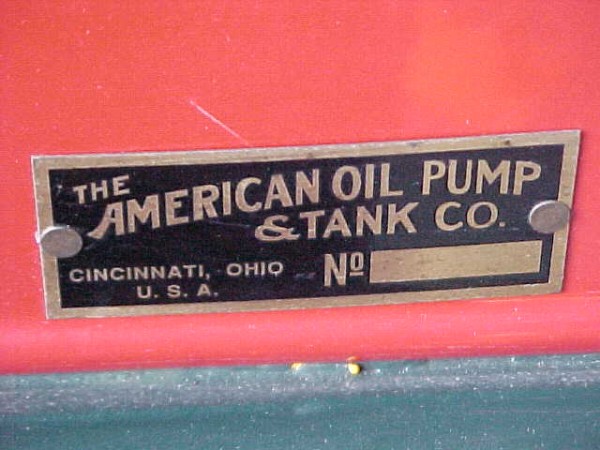 THE
AMERICAN OIL PUMP
& TANK CO.
CINCINNATI, OHIO
U. S. A.
Nº